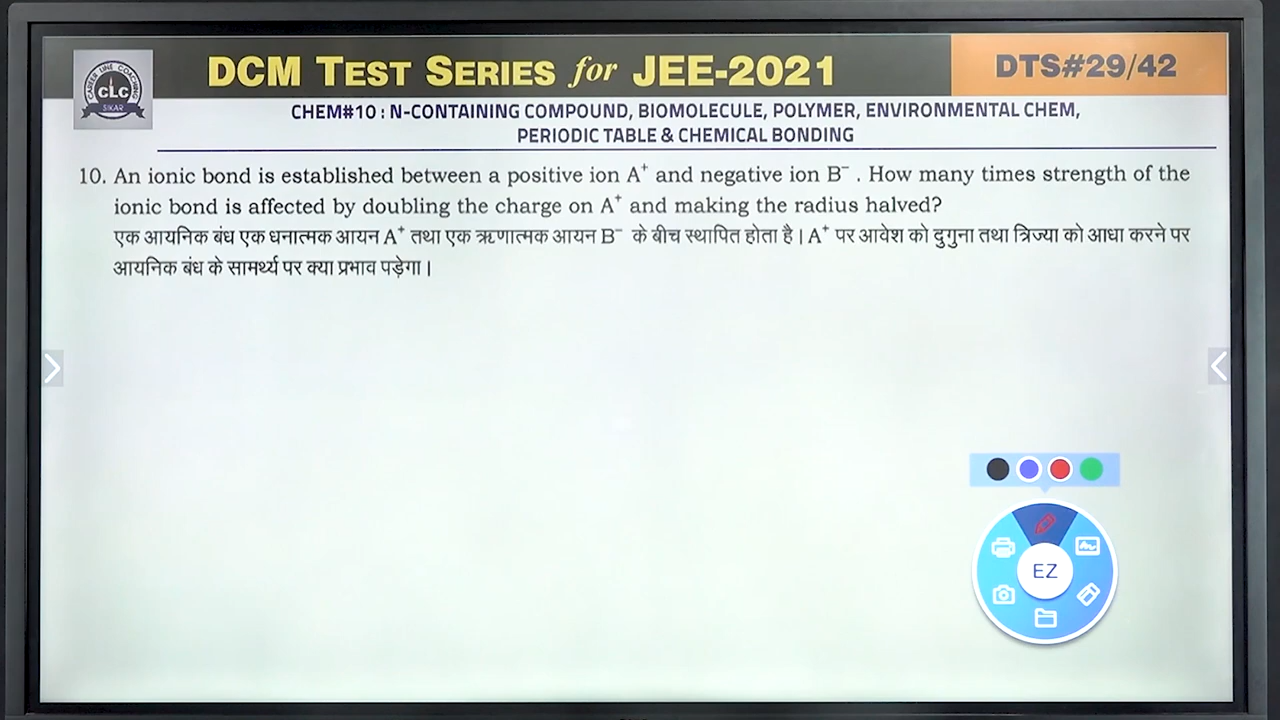 DCM TEST SERIES for JEE-2021
DTS#29/42
CAREER LINE COACHING
CLC
SIKAR
CHEM#10 : N-CONTAINING COMPOUND, BIOMOLECULE, POLYMER, ENVIRONMENTAL CHEM,
PERIODIC TABLE & CHEMICAL BONDING
10. An ionic bond is established between a positive ion A⁺ and negative ion B⁻ . How many times strength of the
ionic bond is affected by doubling the charge on A⁺ and making the radius halved?
एक आयनिक बंध एक धनात्मक आयन A⁺ तथा एक ऋणात्मक आयन B⁻ के बीच स्थापित होता है। A⁺ पर आवेश को दुगुना तथा त्रिज्या को आधा करने पर
आयनिक बंध के सामर्थ्य पर क्या प्रभाव पड़ेगा।
EZ